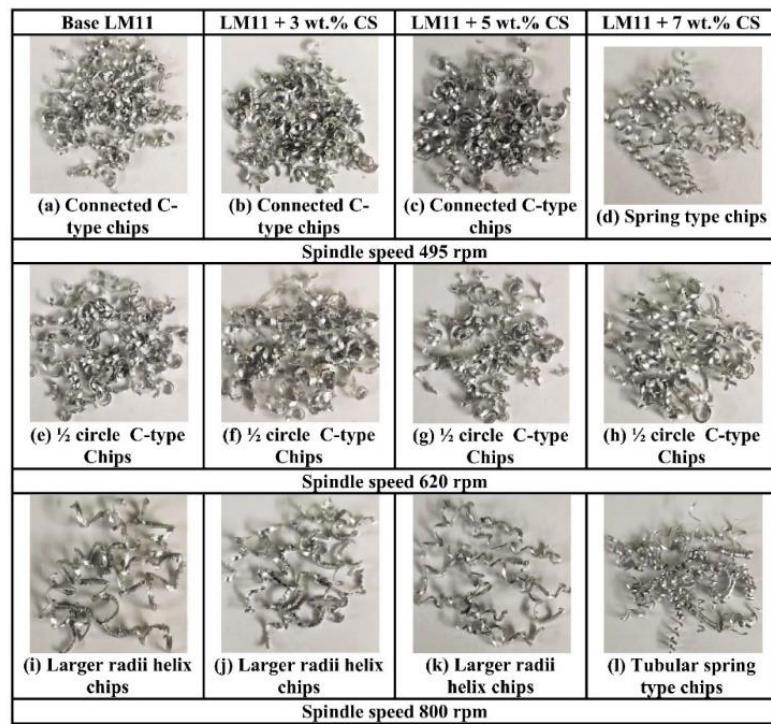 Base LM11
LM11 + 3 wt.% CS
LM11 + 5 wt.% CS
LM11 + 7 wt.% CS
(a) Connected C-
type chips
(b) Connected C-
type chips
(c) Connected C-type
chips
(d) Spring type chips
Spindle speed 495 rpm
(e) ½ circle C-type
Chips
(f) ½ circle C-type
Chips
(g) ½ circle C-type
Chips
(h) ½ circle C-type
Chips
Spindle speed 620 rpm
(i) Larger radii helix
chips
(j) Larger radii helix
chips
(k) Larger radii
helix chips
(l) Tubular spring
type chips
Spindle speed 800 rpm